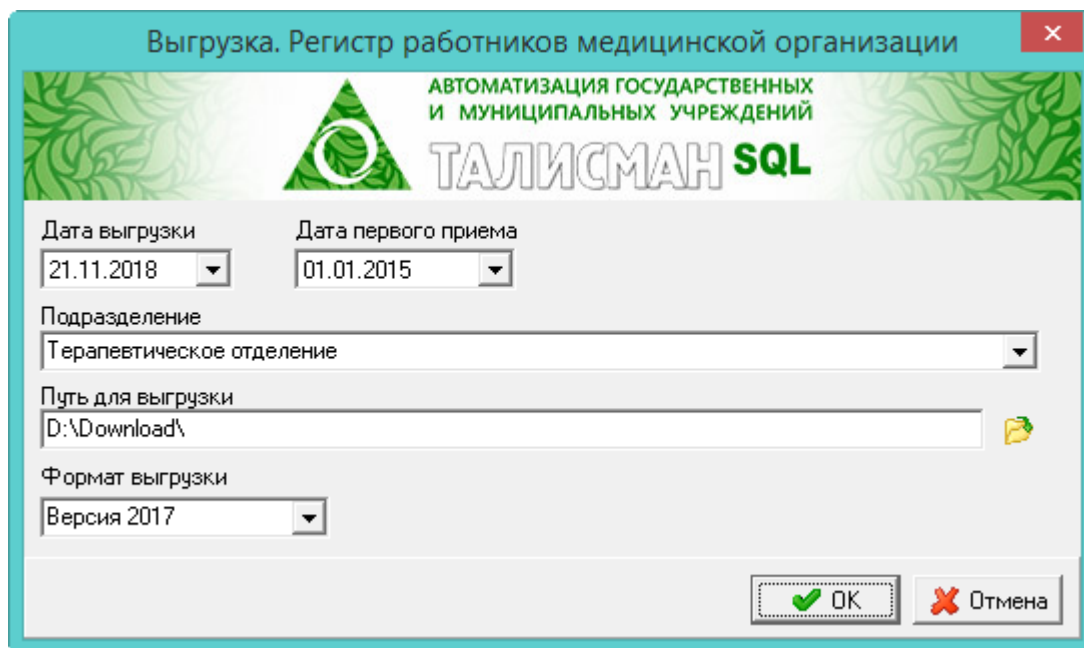 Выгрузка. Регистр работников медицинской организации
АВТОМАТИЗАЦИЯ ГОСУДАРСТВЕННЫХ
И МУНИЦИПАЛЬНЫХ УЧРЕЖДЕНИЙ
ТАЛИСМАН SQL
Дата выгрузки Дата первого приема
21.11.2018 01.01.2015
Подразделение
Терапевтическое отделение
Путь для выгрузки
D:\Download\
Формат выгрузки
Версия 2017
OK Отмена